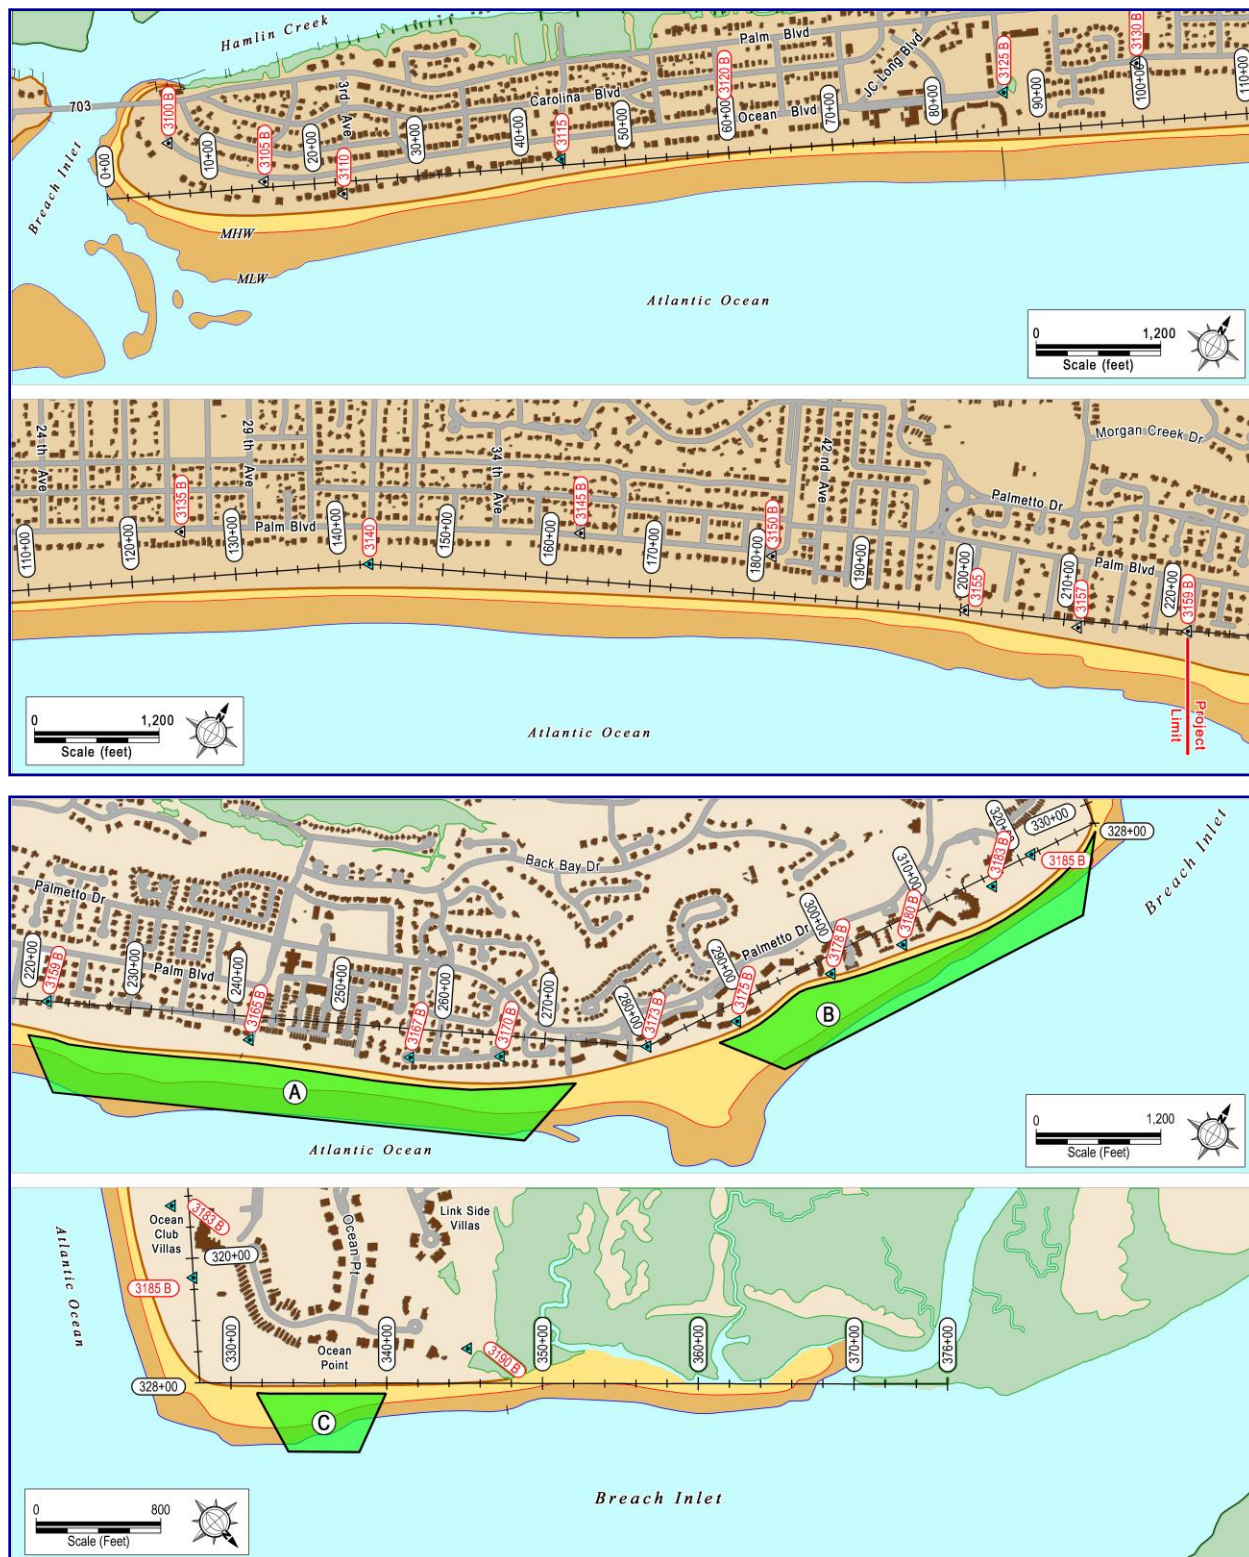 Hamlin Creek
Palm Blvd
JC Long Blvd
3125 B
3130 B
100+00
110+00
90+00
703
3100 B
3rd Ave
Carolina Blvd
3120 B
60+00
Ocean Blvd
70+00
80+00
0+00
10+00
3105 B
20+00
3110
30+00
40+00
3115
50+00
Breach Inlet
MHW
MLW
Atlantic Ocean
0 1,200
Scale (feet)
N
24 th Ave
29 th Ave
34 th Ave
42 nd Ave
Morgan Creek Dr
Palmetto Dr
3135 B
3145 B
3150 B
Palm Blvd
Palm Blvd
110+00
120+00
130+00
140+00
3140
150+00
160+00
170+00
180+00
190+00
200+00
3155
210+00
3157
220+00
3159 B
Project Limit
0 1,200
Scale (feet)
N
Atlantic Ocean
Back Bay Dr
320+00
330+00
328+00
3183 B
3185 B
Breach Inlet
Palmetto Dr
310+00
3180 B
300+00
3178 B
Palmetto Dr
290+00
3175 B
220+00
3159 B
230+00
Palm Blvd
240+00
3165 B
250+00
3167 B
260+00
3170 B
270+00
280+00
3173 B
B
A
Atlantic Ocean
0 1,200
Scale (Feet)
N
Atlantic Ocean
Ocean
Club
Villas
3183 B
320+00
Ocean Pt
Link Side
Villas
3185 B
330+00
Ocean
Point
340+00
3190 B
350+00
360+00
370+00
376+00
328+00
C
Breach Inlet
0 800
Scale (Feet)
N